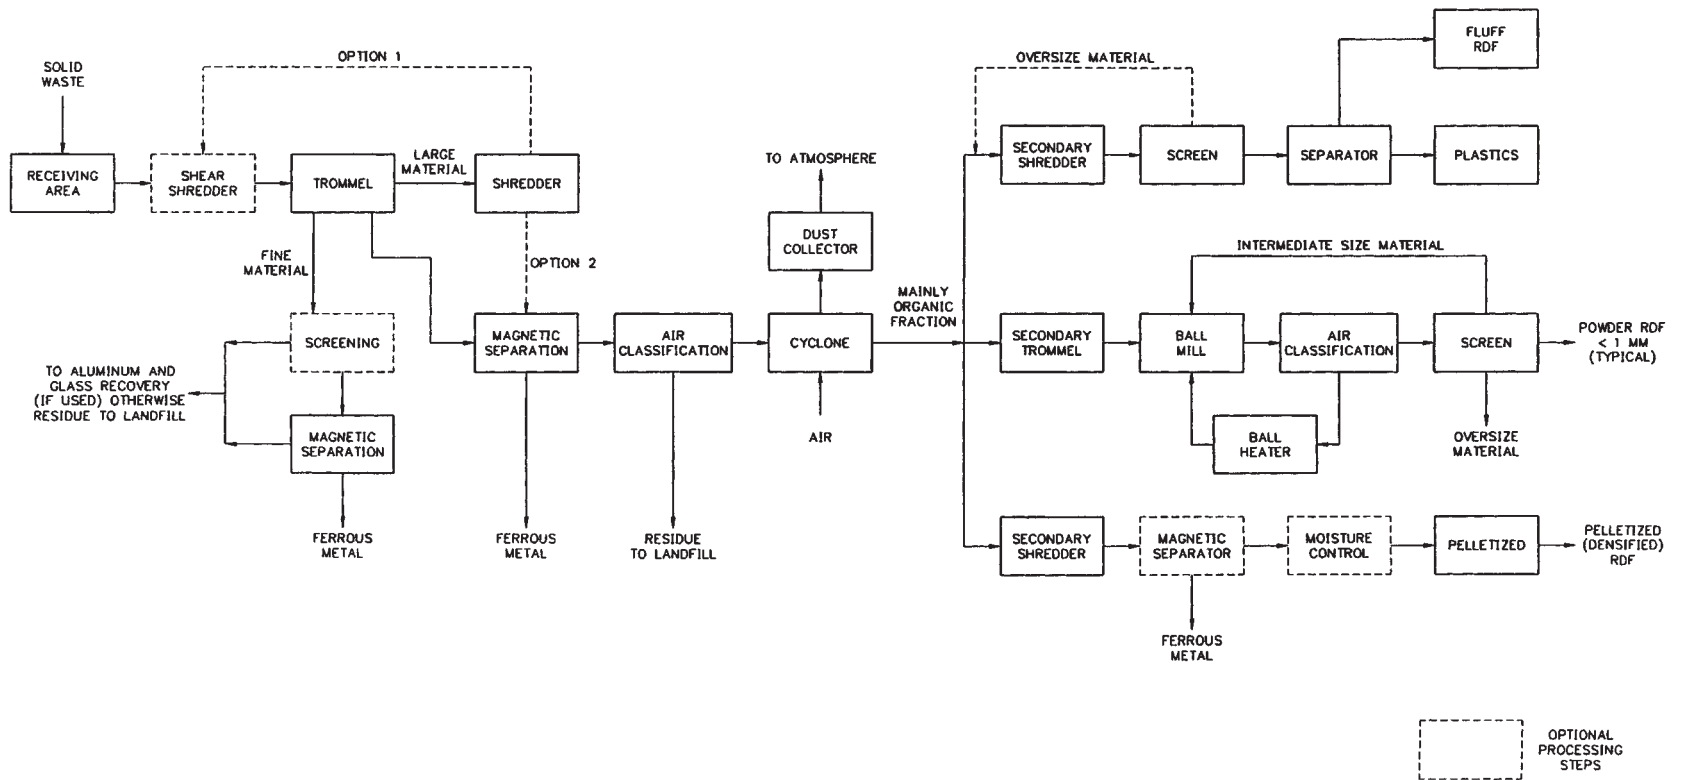 SOLID
WASTE
RECEIVING
AREA
SHEAR
SHREDDER
OPTION 1
TROMMEL
LARGE
MATERIAL
SHREDDER
FINE
MATERIAL
OPTION 2
SCREENING
TO ALUMINUM AND
GLASS RECOVERY
(IF USED) OTHERWISE
RESIDUE TO LANDFILL
MAGNETIC
SEPARATION
FERROUS
METAL
MAGNETIC
SEPARATION
FERROUS
METAL
AIR
CLASSIFICATION
RESIDUE
TO LANDFILL
TO ATMOSPHERE
DUST
COLLECTOR
CYCLONE
AIR
MAINLY
ORGANIC
FRACTION
OVERSIZE MATERIAL
SECONDARY
SHREDDER
SCREEN
SEPARATOR
FLUFF
RDF
PLASTICS
INTERMEDIATE SIZE MATERIAL
SECONDARY
TROMMEL
BALL
MILL
AIR
CLASSIFICATION
SCREEN
POWDER RDF
< 1 MM
(TYPICAL)
BALL
HEATER
OVERSIZE
MATERIAL
SECONDARY
SHREDDER
MAGNETIC
SEPARATOR
MOISTURE
CONTROL
PELLETIZED
PELLETIZED
(DENSIFIED)
RDF
FERROUS
METAL
OPTIONAL
PROCESSING
STEPS